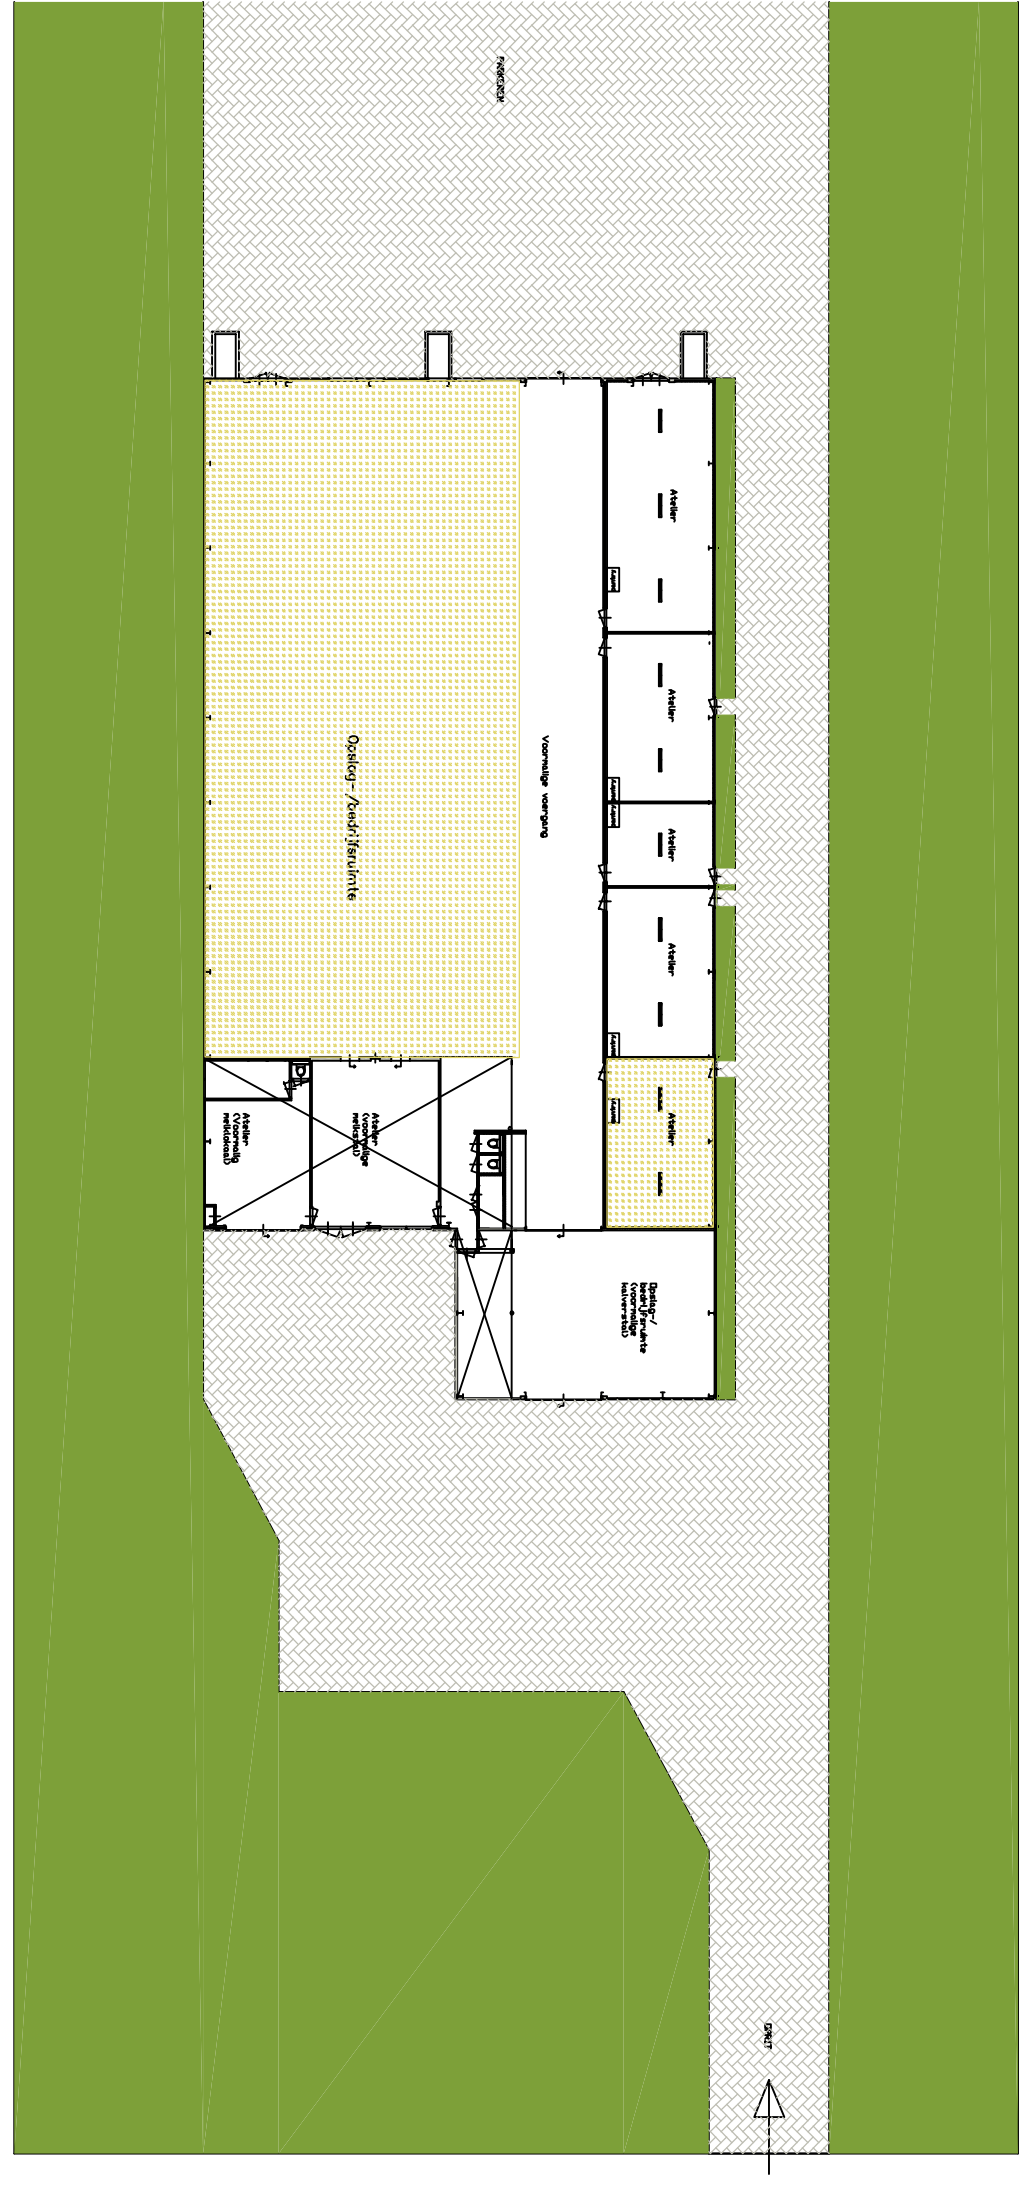 PARKEREN
Atelier
Atelier
Opslag-/bedrijfsruimte
Voormalige voergang
Atelier
Atelier
Atelier
(Voormalig
melklokaal)
Atelier
(voormalige
melkstal)
Atelier
Opslag-/
bedrijfsruimte
(voormalige
kalverstal)